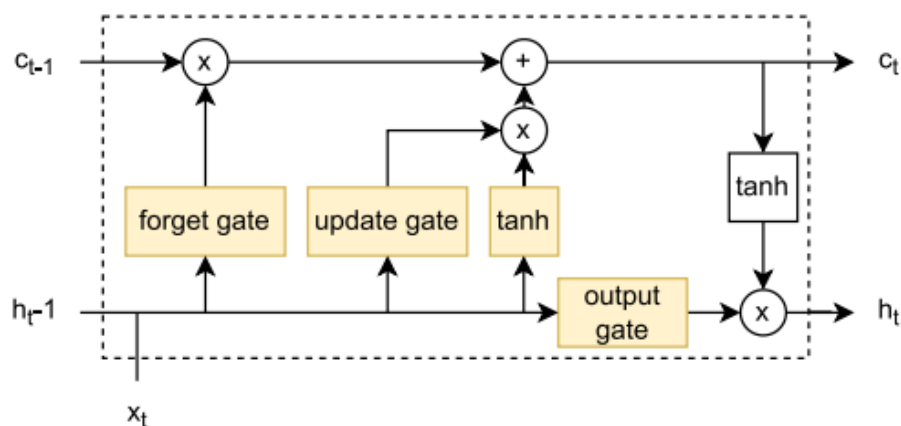 c_t-1
x
+
c_t
x
tanh
forget gate
update gate
tanh
h_t-1
output
gate
x
h_t
x_t